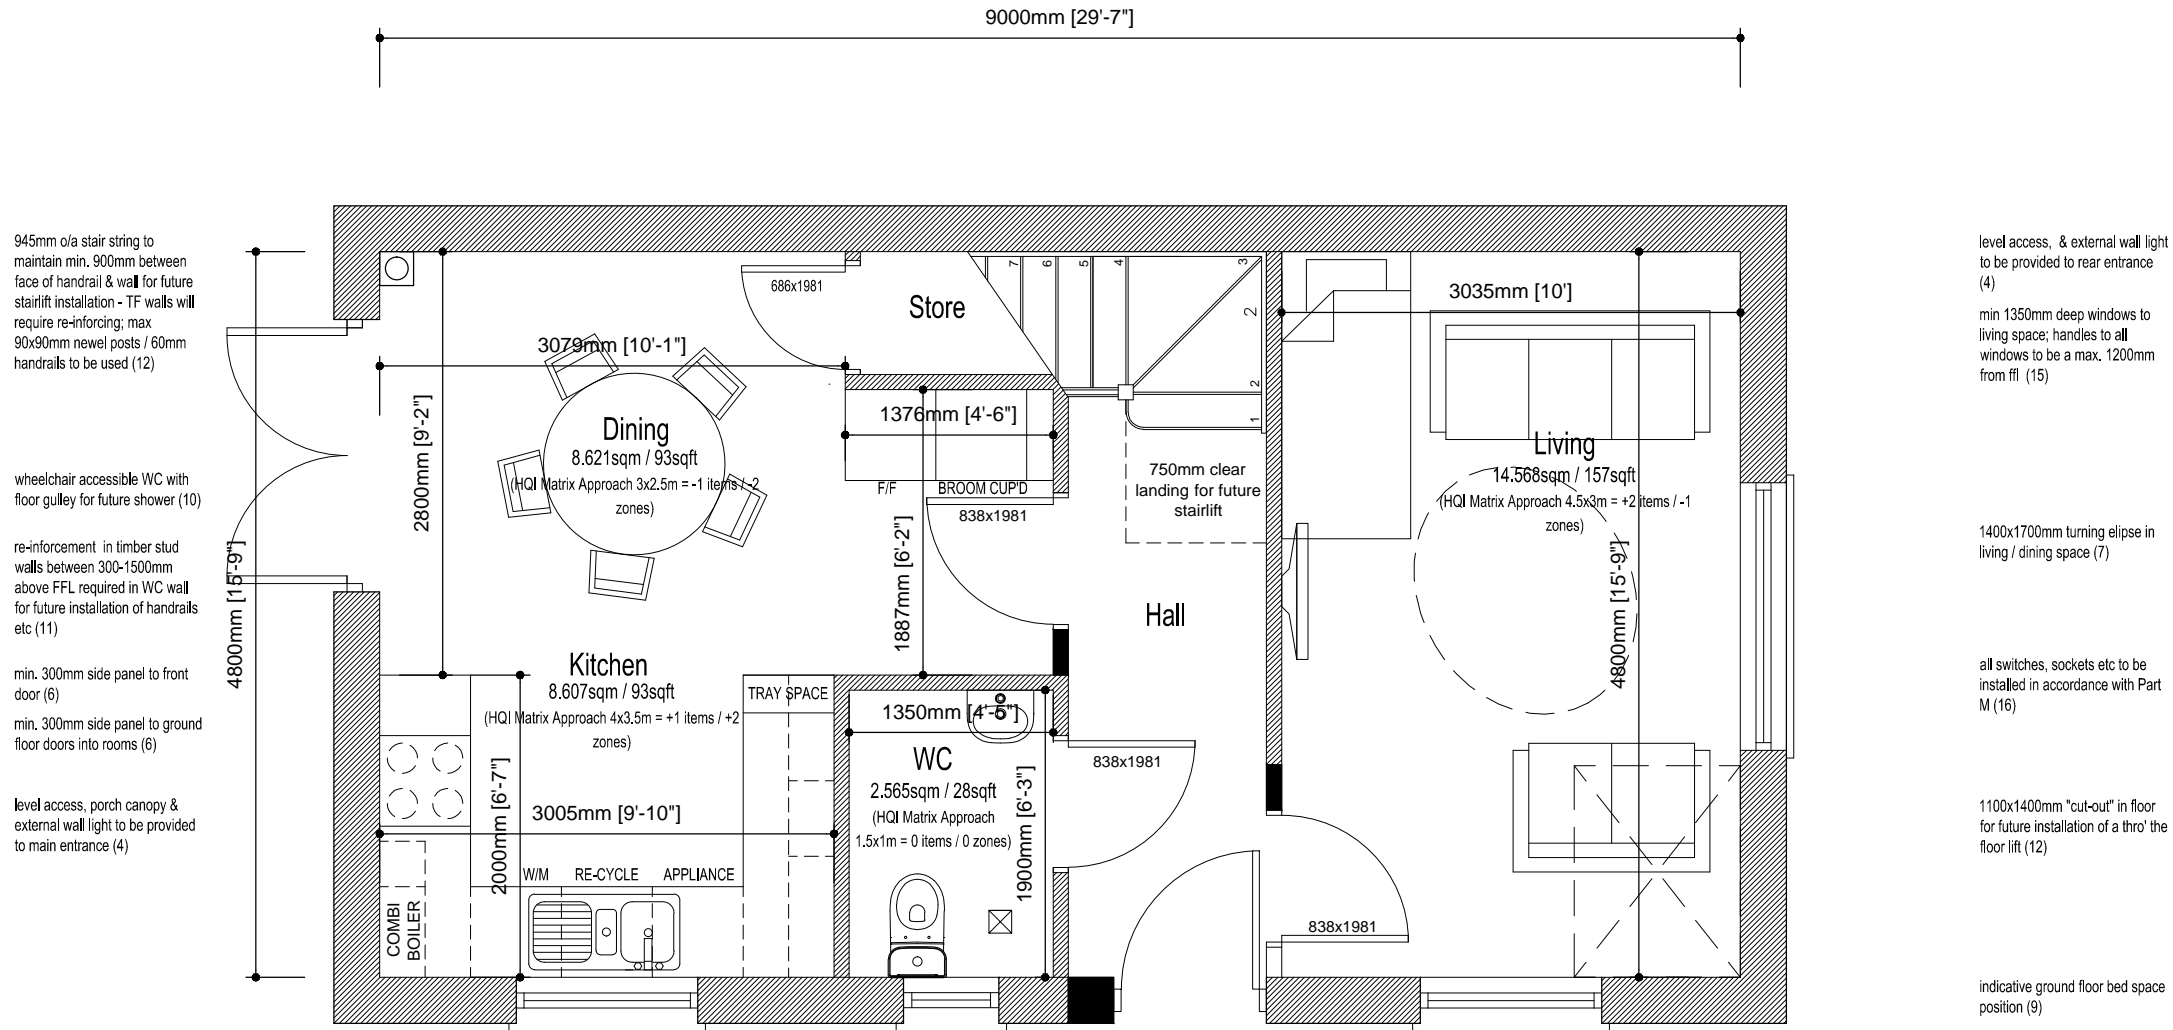 9000mm [29'-7"]
945mm o/a stair string to
maintain min. 900mm between
face of handrail & wall for future
stairlift installation - TF walls will
require re-inforcing; max
90x90mm newel posts / 60mm
handrails to be used (12)
wheelchair accessible WC with
floor gulley for future shower (10)
re-inforcement in timber stud
walls between 300-1500mm
above FFL required in WC wall
for future installation of handrails
etc (11)
min. 300mm side panel to front
door (6)
min. 300mm side panel to ground
floor doors into rooms (6)
level access, porch canopy &
external wall light to be provided
to main entrance (4)
4800mm [15'-9"]
2800mm [9'-2"]
3079mm [10'-1"]
686x1981
Store
7
6
5
4
3
2
2
1
Dining
8.621sqm / 93sqft
(HQI Matrix Approach 3x2.5m = -1 items / -2
zones)
1376mm [4'-6"]
F/F
BROOM CUP'D
838x1981
1887mm [6'-2"]
750mm clear
landing for future
stairlift
Hall
Kitchen
8.607sqm / 93sqft
(HQI Matrix Approach 4x3.5m = +1 items / +2
zones)
TRAY SPACE
3005mm [9'-10"]
2000mm [6'-7"]
W/M
RE-CYCLE
APPLIANCE
COMBI
BOILER
1350mm [4'-5"]
WC
2.565sqm / 28sqft
(HQI Matrix Approach
1.5x1m = 0 items / 0 zones)
1900mm [6'-3"]
838x1981
838x1981
3035mm [10']
Living
14.568sqm / 157sqft
(HQI Matrix Approach 4.5x3m = +2 items / -1
zones)
4800mm [15'-9"]
level access, & external wall light
to be provided to rear entrance
(4)
min 1350mm deep windows to
living space; handles to all
windows to be a max. 1200mm
from ffl (15)
1400x1700mm turning elipse in
living / dining space (7)
all switches, sockets etc to be
installed in accordance with Part
M (16)
1100x1400mm "cut-out" in floor
for future installation of a thro' the
floor lift (12)
indicative ground floor bed space
position (9)